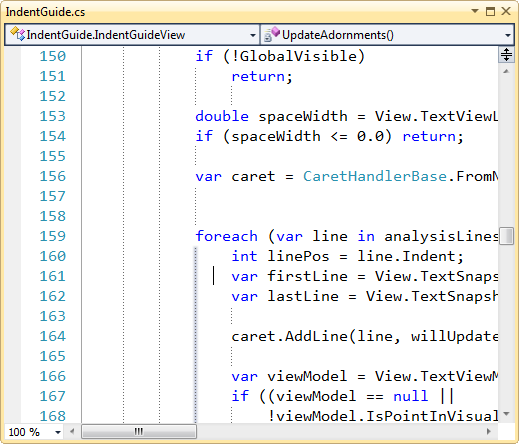 IndentGuide.cs
IndentGuide.IndentGuideView UpdateAdornments()
150 if (!GlobalVisible)
151 return;
152
153 double spaceWidth = View.TextViewL
154 if (spaceWidth <= 0.0) return;
155
156 var caret = CaretHandlerBase.FromN
157
158
159 foreach (var line in analysisLines
160 int linePos = line.Indent;
161 var firstLine = View.TextSnaps
162 var lastLine = View.TextSnapsh
163
164 caret.AddLine(line, willUpdate
165
166 var viewModel = View.TextViewM
167 if ((viewModel == null ||
168 !viewModel.IsPointInVisual
100 %